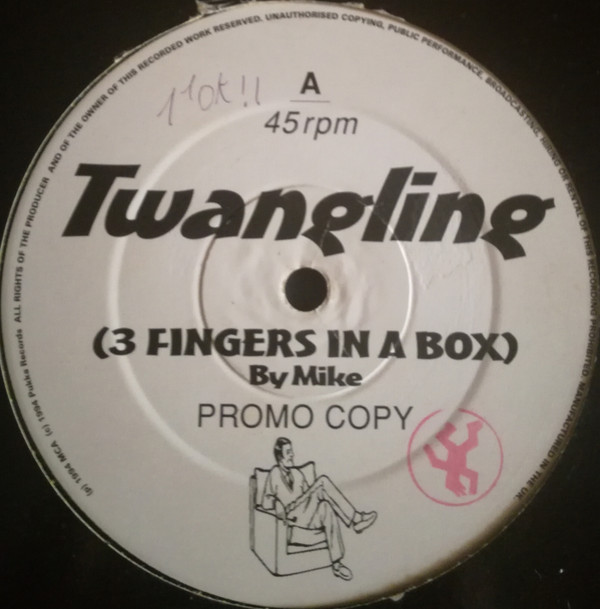 A
45rpm
Twangling
(3 FINGERS IN A BOX)
By Mike
PROMO COPY
(p) 1994 MCA (c) 1994 Pukka Records ALL RIGHTS OF THE PRODUCER AND OF THE OWNER OF THIS RECORDED WORK RESERVED. UNAUTHORISED COPYING, PUBLIC PERFORMANCE, BROADCASTING, HIRING OR RENTAL OF THIS RECORDING PROHIBITED. MANUFACTURED IN THE UK